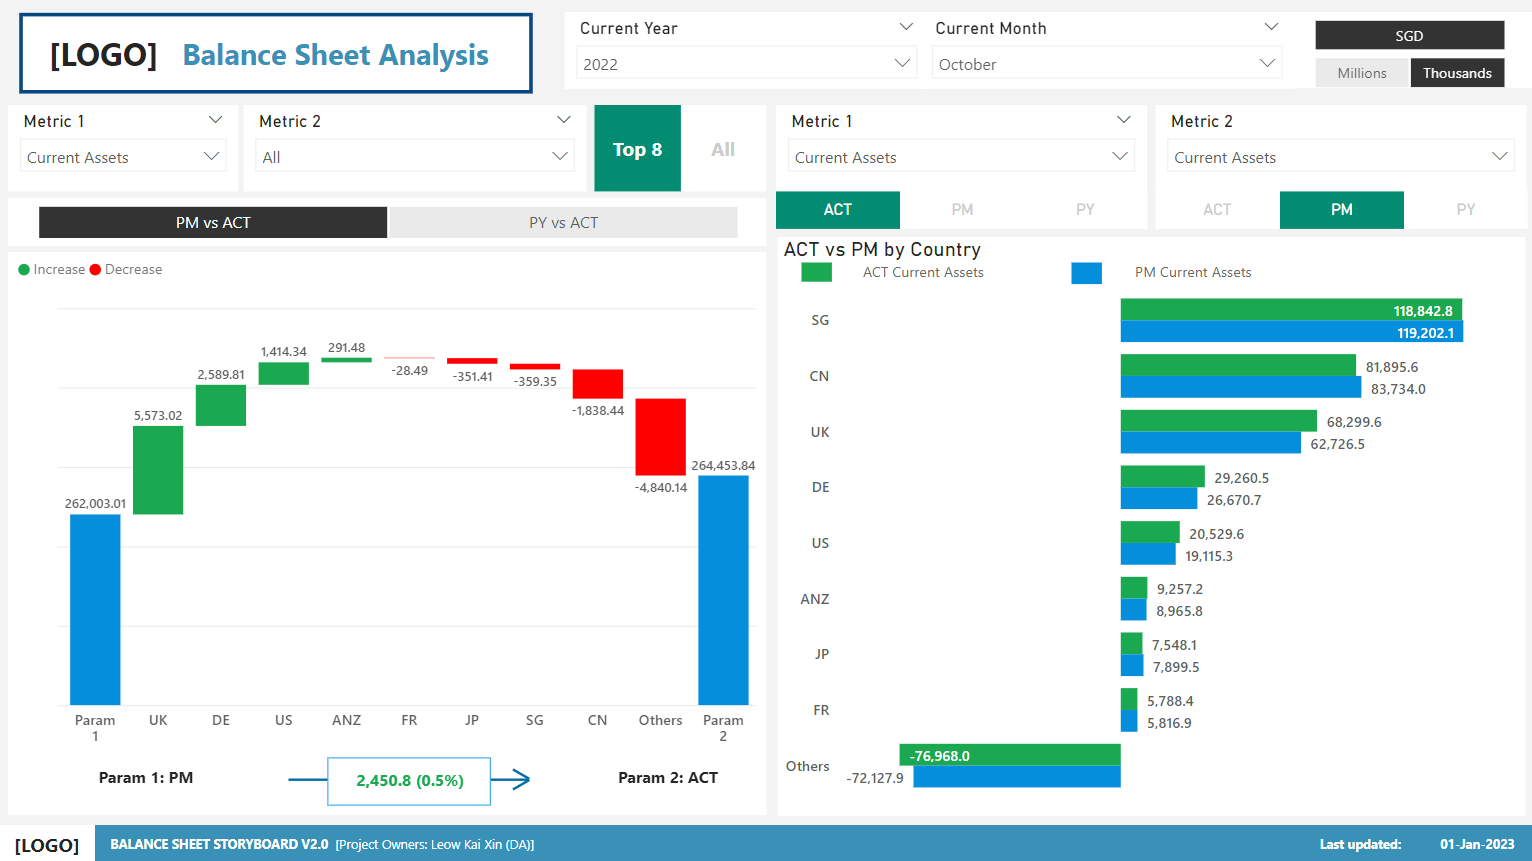 [LOGO] Balance Sheet Analysis
Current Year
2022
Current Month
October
SGD
Millions Thousands
Metric 1
Current Assets
Metric 2
All
Top 8 All
PM vs ACT PY vs ACT
Increase Decrease
262,003.01
5,573.02
2,589.81
1,414.34
291.48
-28.49
-351.41
-359.35
-1,838.44
-4,840.14
264,453.84
Param 1 UK DE US ANZ FR JP SG CN Others Param 2
Param 1: PM
2,450.8 (0.5%)
Param 2: ACT
Metric 1
Current Assets
ACT PM PY
Metric 2
Current Assets
ACT PM PY
ACT vs PM by Country
ACT Current Assets PM Current Assets
SG
118,842.8
119,202.1
CN
81,895.6
83,734.0
UK
68,299.6
62,726.5
DE
29,260.5
26,670.7
US
20,529.6
19,115.3
ANZ
9,257.2
8,965.8
JP
7,548.1
7,899.5
FR
5,788.4
5,816.9
Others
-76,968.0
-72,127.9
[LOGO] BALANCE SHEET STORYBOARD V2.0 [Project Owners: Leow Kai Xin (DA)]
Last updated: 01-Jan-2023